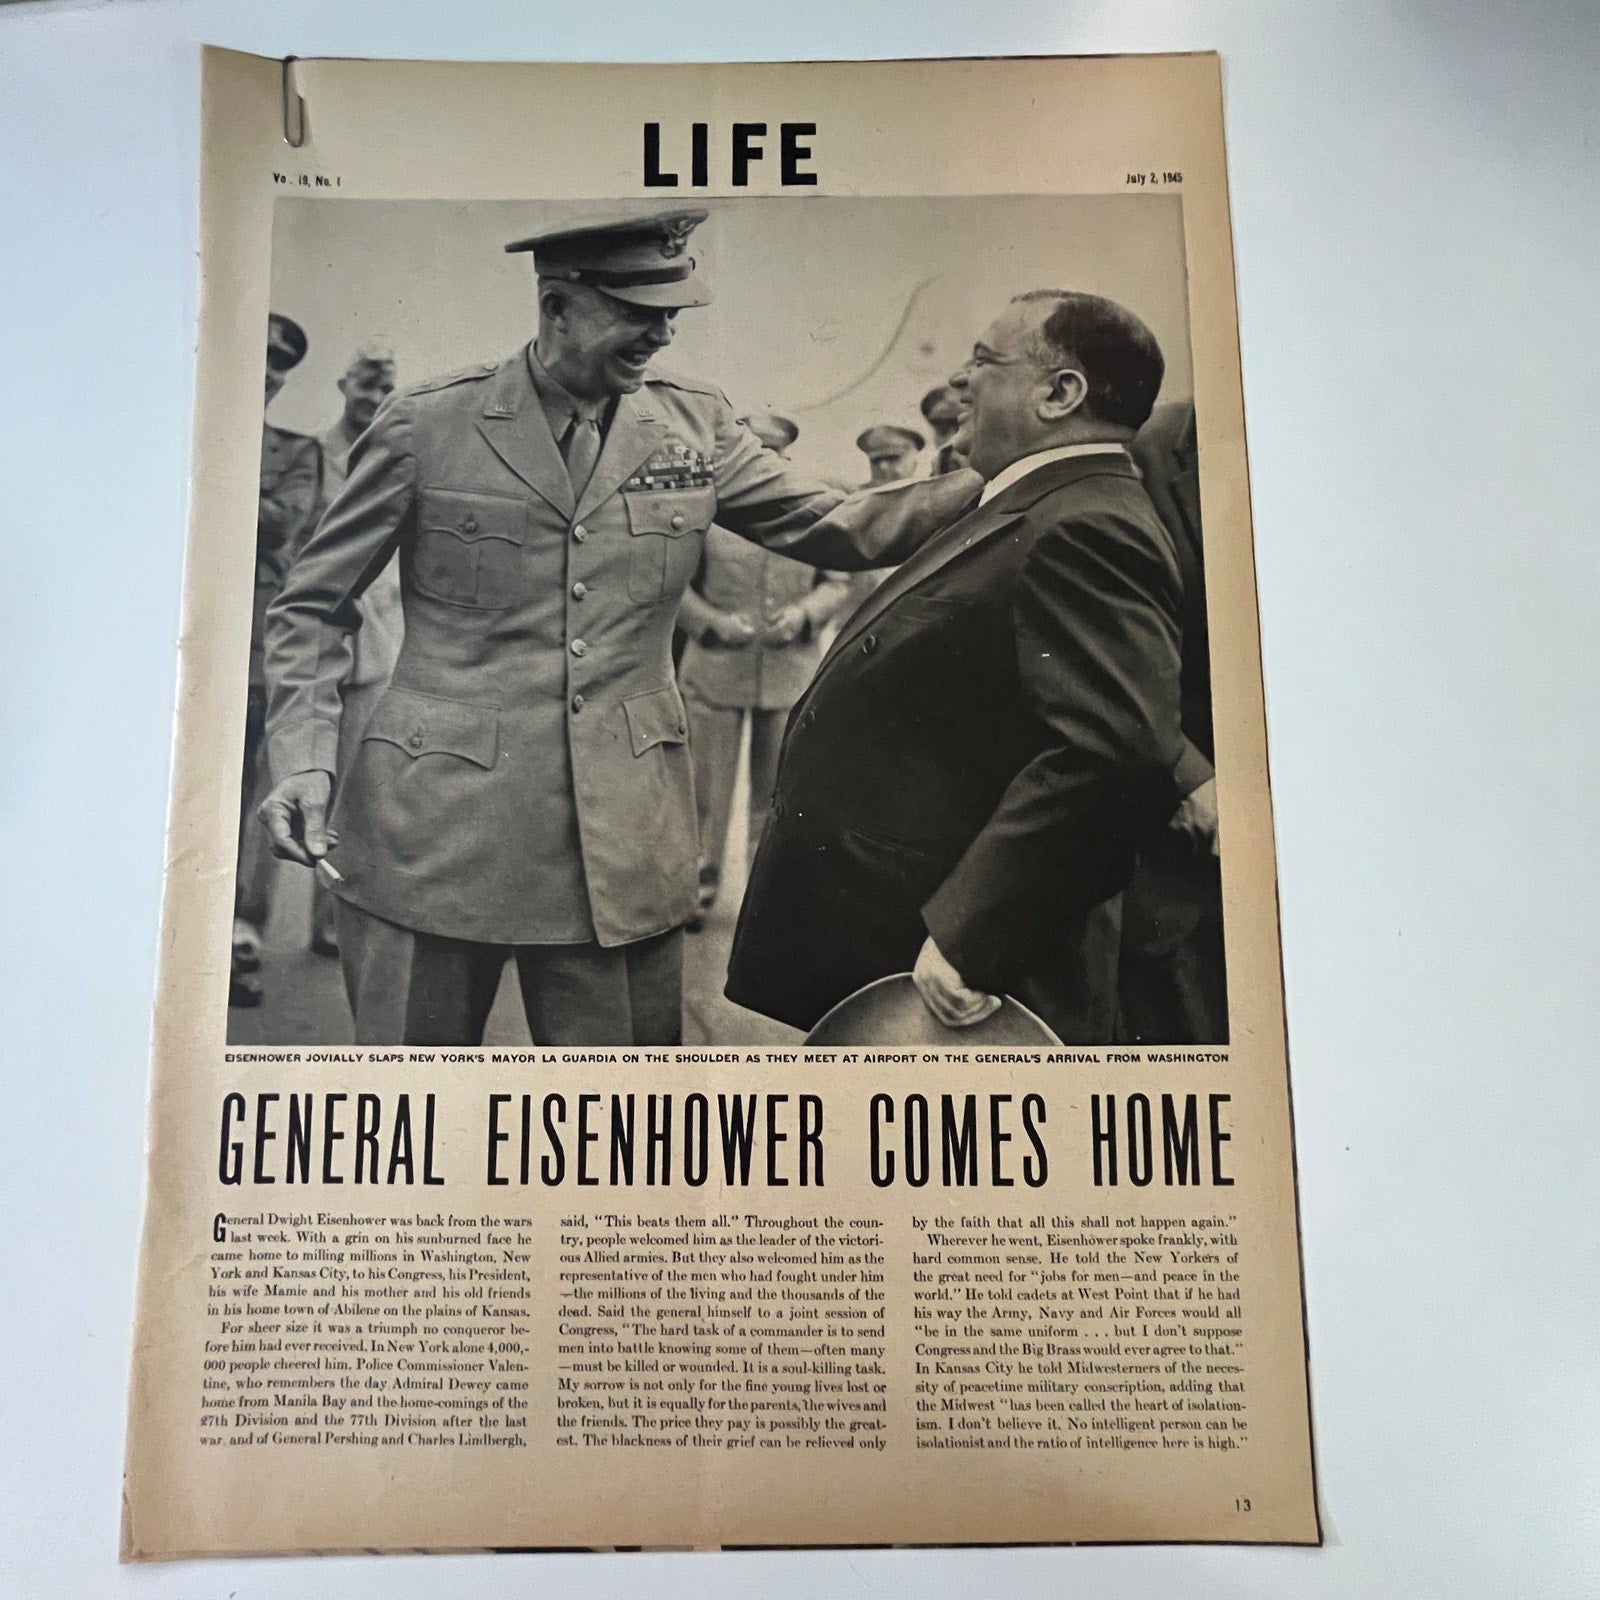 LIFE
Vo . 19, No. 1
July 2, 1945
EISENHOWER JOVIALLY SLAPS NEW YORK'S MAYOR LA GUARDIA ON THE SHOULDER AS THEY MEET AT AIRPORT ON THE GENERAL'S ARRIVAL FROM WASHINGTON
GENERAL EISENHOWER COMES HOME
General Dwight Eisenhower was back from the wars
last week. With a grin on his sunburned face he
came home to milling millions in Washington, New
York and Kansas City, to his Congress, his President,
his wife Mamie and his mother and his old friends
in his home town of Abilene on the plains of Kansas.
For sheer size it was a triumph no conqueror be-
fore him had ever received. In New York alone 4,000,-
000 people cheered him. Police Commissioner Valen-
tine, who remembers the day Admiral Dewey came
home from Manila Bay and the home-comings of the
27th Division and the 77th Division after the last
war and of General Pershing and Charles Lindbergh,
said, "This beats them all." Throughout the coun-
try, people welcomed him as the leader of the victori-
ous Allied armies. But they also welcomed him as the
representative of the men who had fought under him
—the millions of the living and the thousands of the
dead. Said the general himself to a joint session of
Congress, "The hard task of a commander is to send
men into battle knowing some of them—often many
—must be killed or wounded. It is a soul-killing task.
My sorrow is not only for the fine young lives lost or
broken, but it is equally for the parents, the wives and
the friends. The price they pay is possibly the great-
est. The blackness of their grief can be relieved only
by the faith that all this shall not happen again."
Wherever he went, Eisenhower spoke frankly, with
hard common sense. He told the New Yorkers of
the great need for "jobs for men—and peace in the
world." He told cadets at West Point that if he had
his way the Army, Navy and Air Forces would all
"be in the same uniform . . . but I don't suppose
Congress and the Big Brass would ever agree to that."
In Kansas City he told Midwesterners of the neces-
sity of peacetime military conscription, adding that
the Midwest "has been called the heart of isolation-
ism. I don't believe it. No intelligent person can be
isolationist and the ratio of intelligence here is high."
13